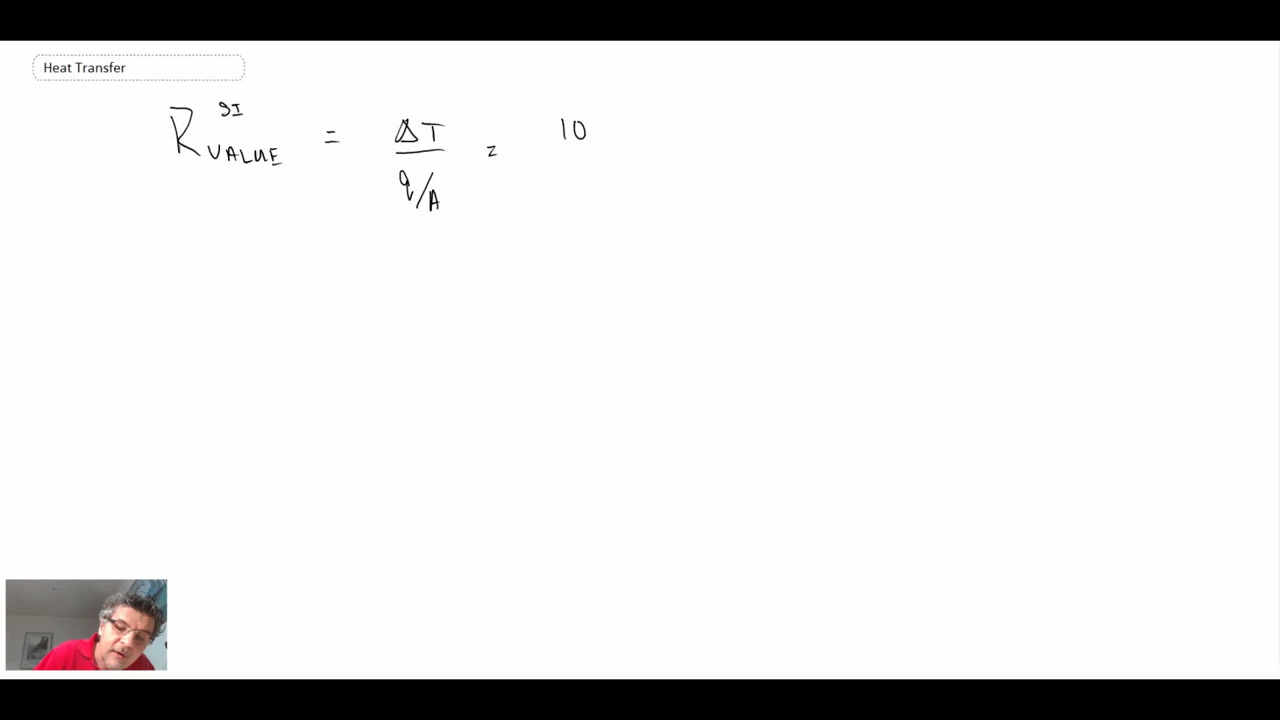 Heat Transfer
R SI VALUE = ΔT / q/A = 10